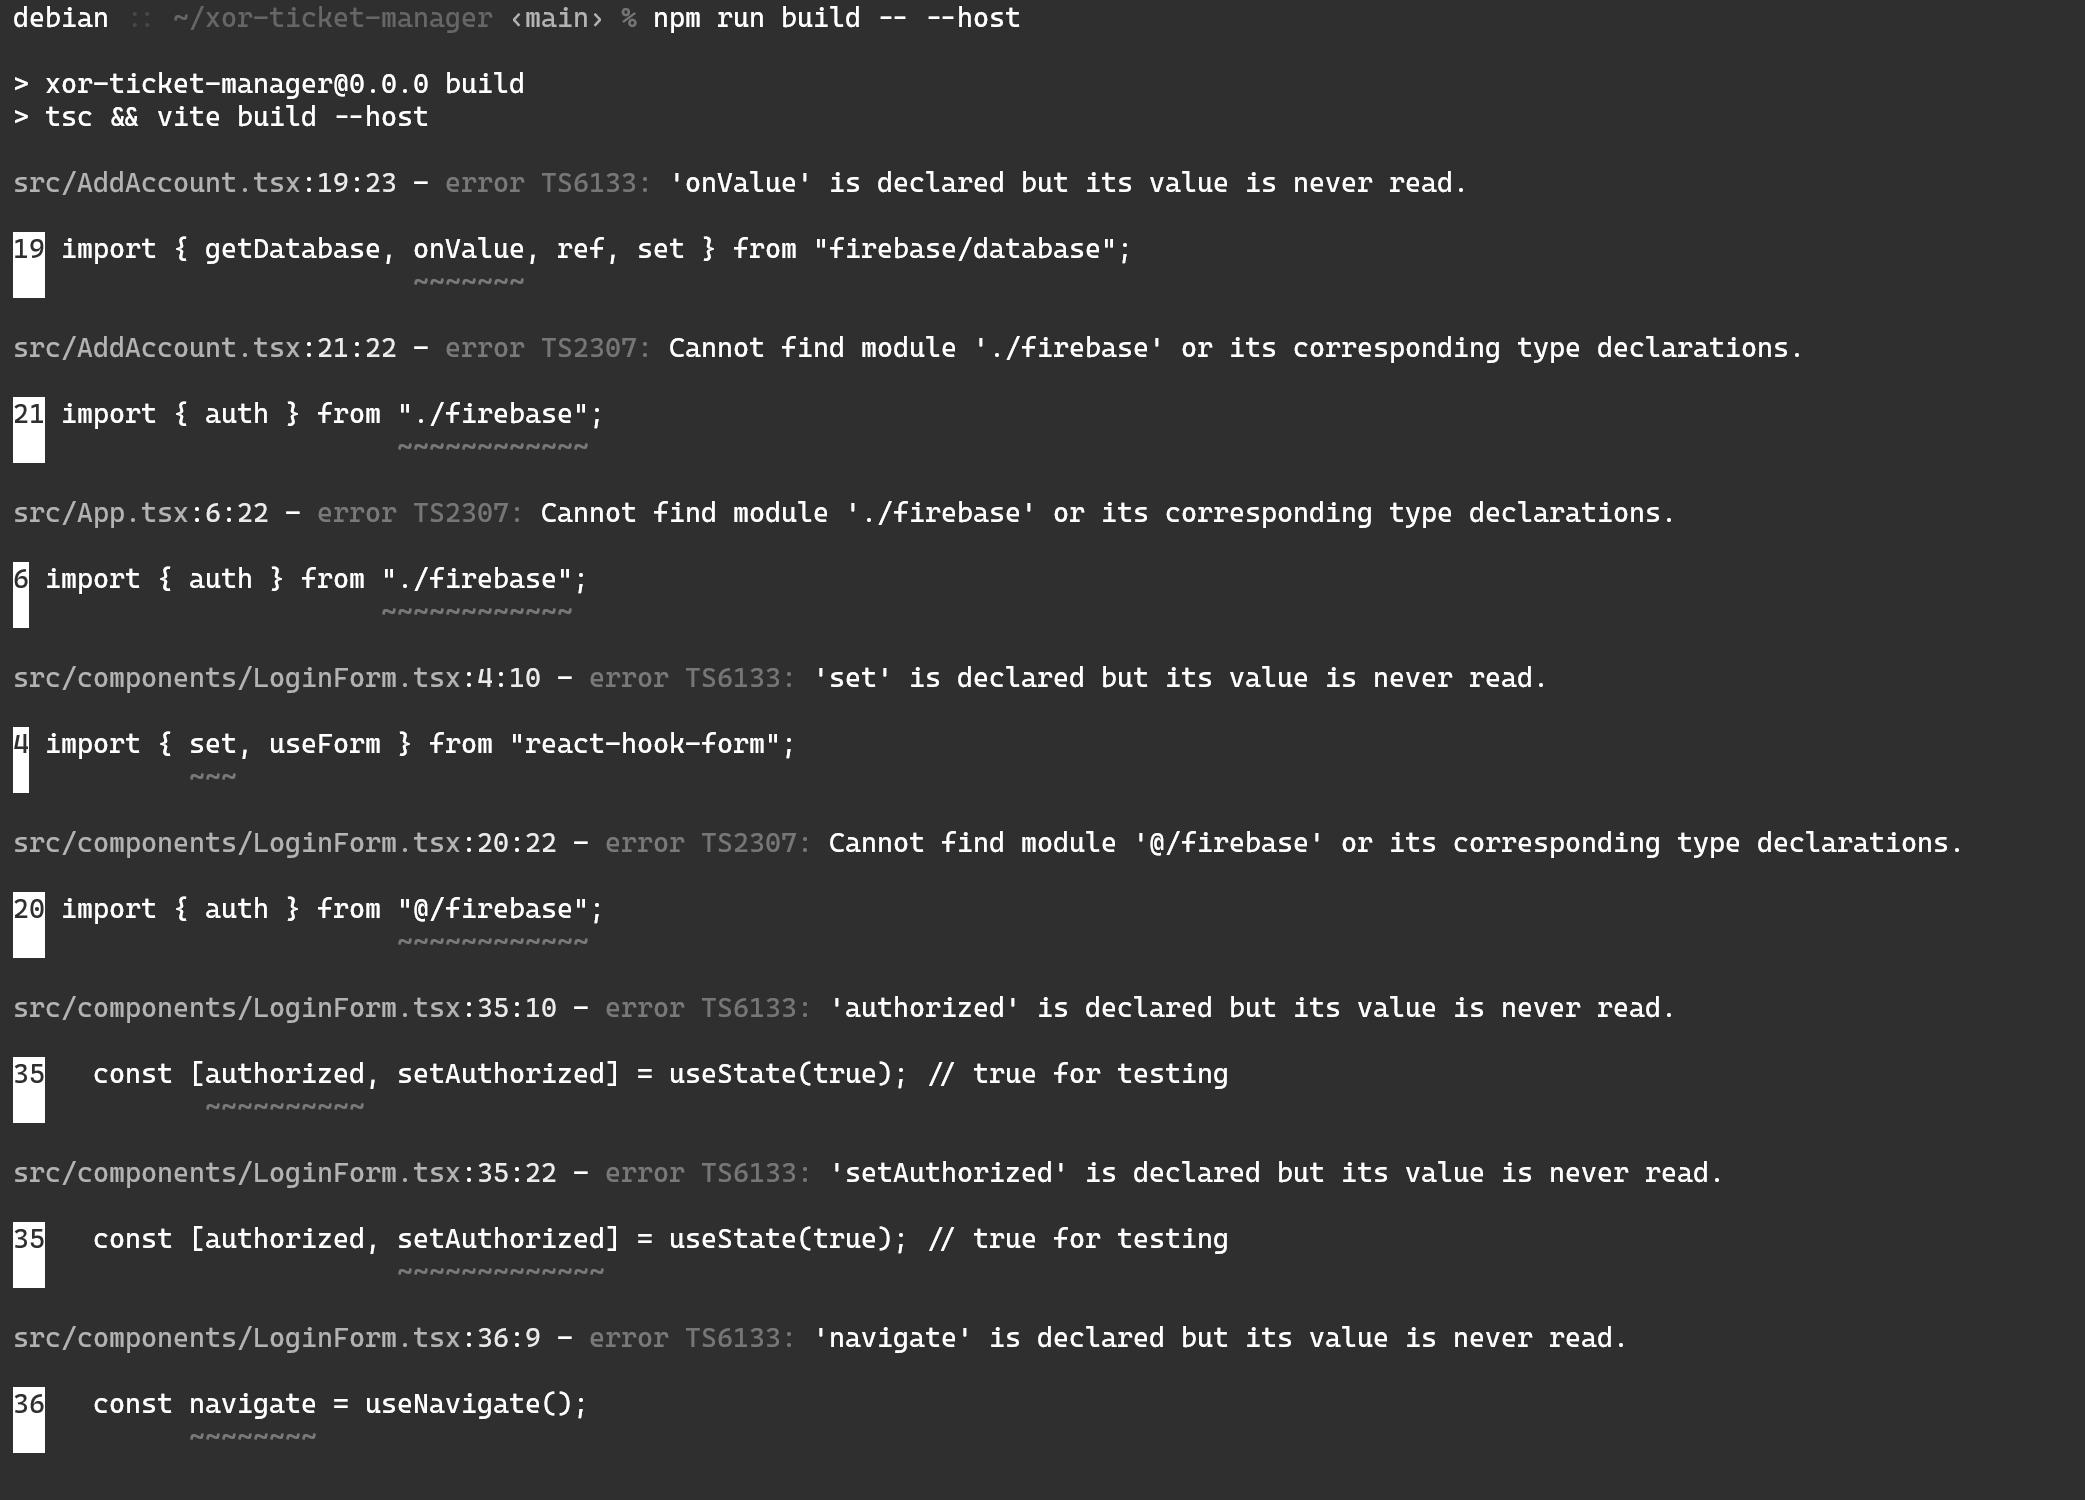 debian :: ~/xor-ticket-manager ‹main› % npm run build -- --host
> xor-ticket-manager@0.0.0 build
> tsc && vite build --host
src/AddAccount.tsx:19:23 - error TS6133: 'onValue' is declared but its value is never read.
19 import { getDatabase, onValue, ref, set } from "firebase/database";
~~~~~~~
src/AddAccount.tsx:21:22 - error TS2307: Cannot find module './firebase' or its corresponding type declarations.
21 import { auth } from "./firebase";
~~~~~~~~~~~~
src/App.tsx:6:22 - error TS2307: Cannot find module './firebase' or its corresponding type declarations.
6 import { auth } from "./firebase";
~~~~~~~~~~~~
src/components/LoginForm.tsx:4:10 - error TS6133: 'set' is declared but its value is never read.
4 import { set, useForm } from "react-hook-form";
~~~
src/components/LoginForm.tsx:20:22 - error TS2307: Cannot find module '@/firebase' or its corresponding type declarations.
20 import { auth } from "@/firebase";
~~~~~~~~~~~~
src/components/LoginForm.tsx:35:10 - error TS6133: 'authorized' is declared but its value is never read.
35   const [authorized, setAuthorized] = useState(true); // true for testing
~~~~~~~~~~
src/components/LoginForm.tsx:35:22 - error TS6133: 'setAuthorized' is declared but its value is never read.
35   const [authorized, setAuthorized] = useState(true); // true for testing
~~~~~~~~~~~~~
src/components/LoginForm.tsx:36:9 - error TS6133: 'navigate' is declared but its value is never read.
36   const navigate = useNavigate();
~~~~~~~~